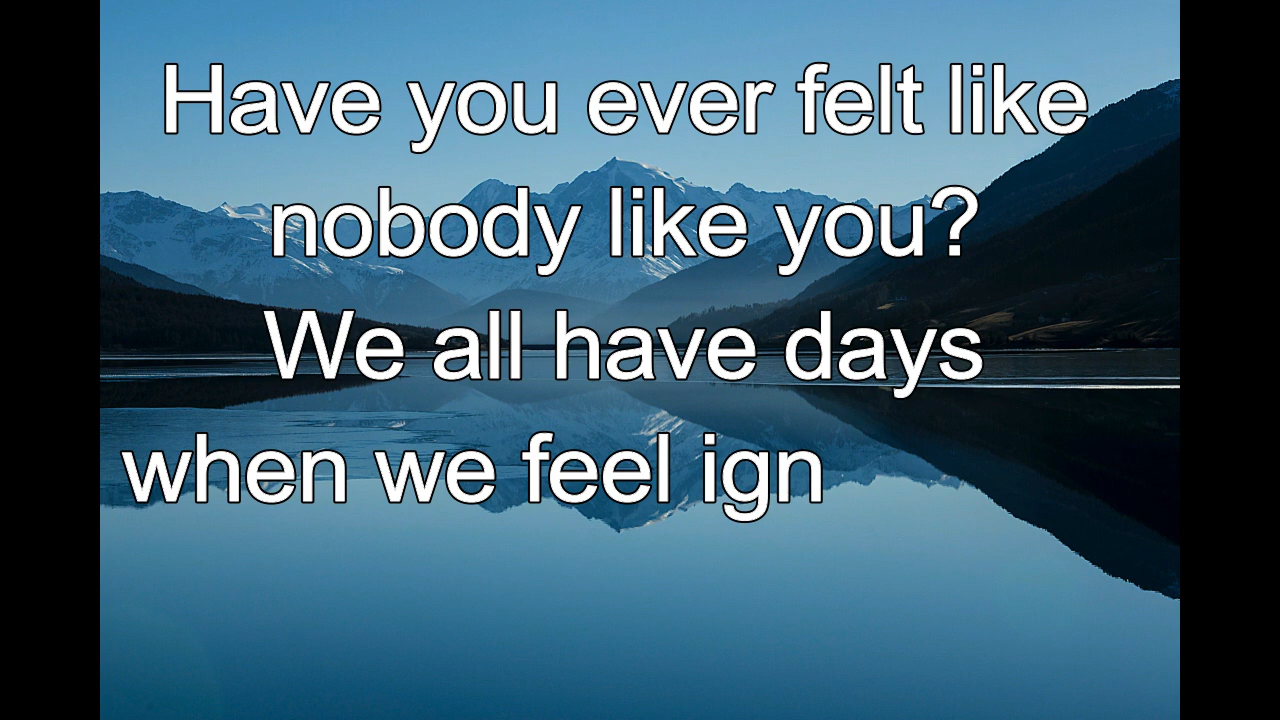 Have you ever felt like
nobody like you?
We all have days
when we feel ign